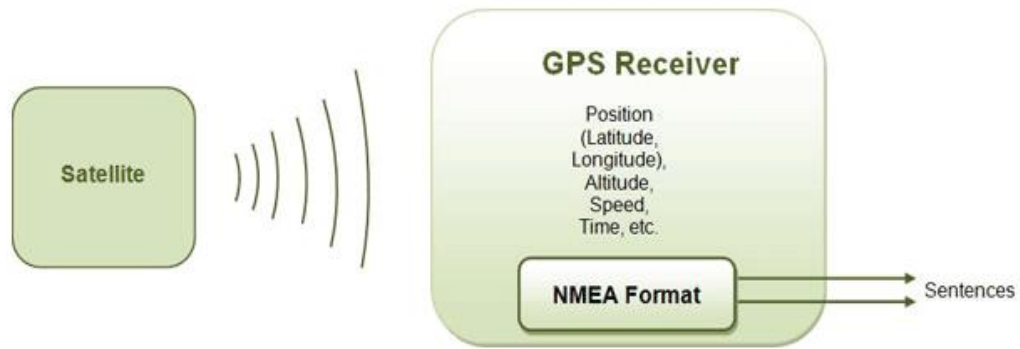 GPS Receiver
Position
(Latitude,
Longitude),
Altitude,
Speed,
Time, etc.
Satellite
NMEA Format
Sentences